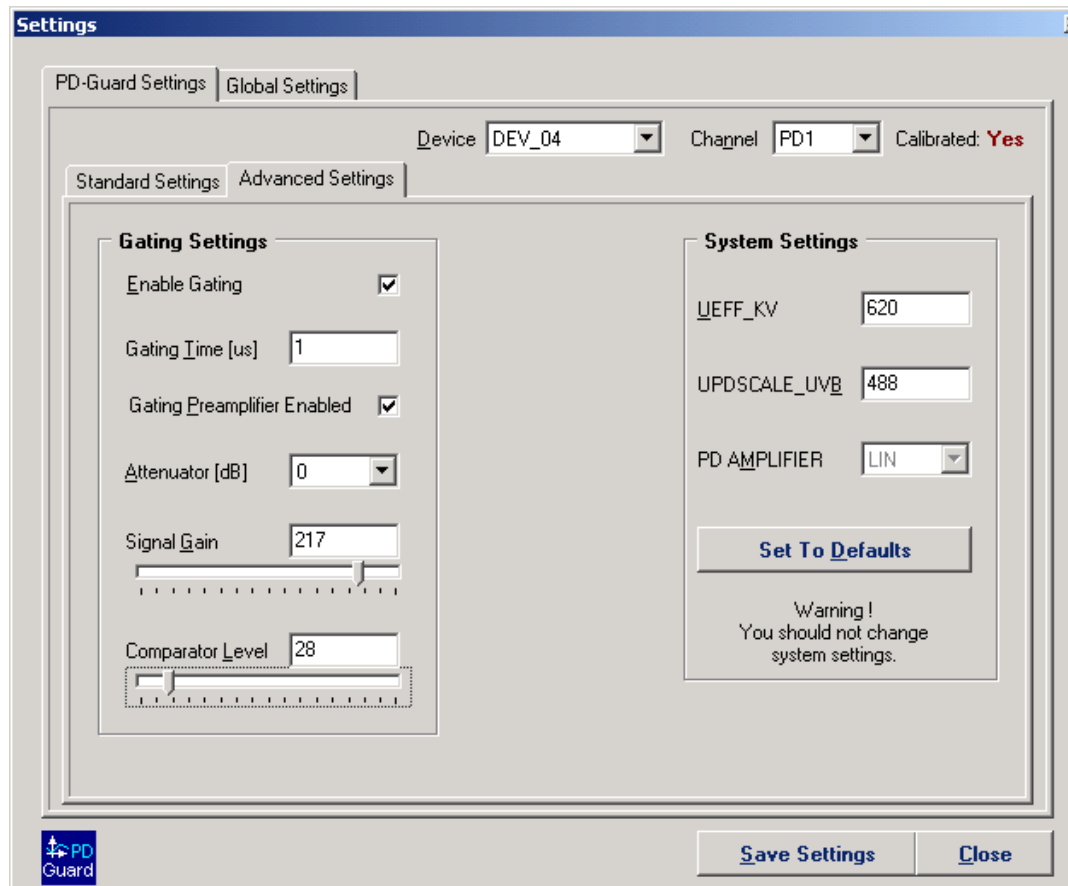 Settings
PD-Guard Settings
Global Settings
Device DEV_04 Channel PD1 Calibrated: Yes
Standard Settings
Advanced Settings
Gating Settings
Enable Gating
Gating Time [us] 1
Gating Preamplifier Enabled
Attenuator [dB] 0
Signal Gain 217
Comparator Level 28
System Settings
UEFF_KV 620
UPDSCALE_UVB 488
PD AMPLIFIER LIN
Set To Defaults
Warning !
You should not change
system settings.
PD
Guard
Save Settings
Close